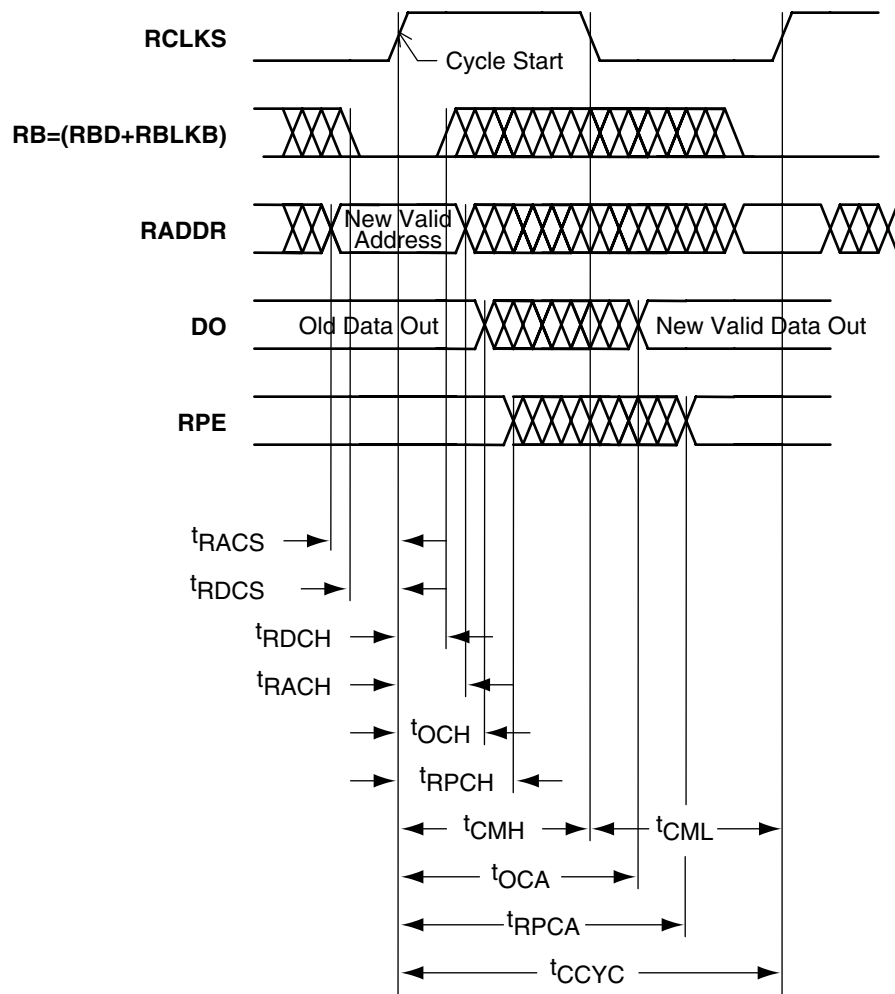 RCLKS
Cycle Start
RB=(RBD+RBLKB)
RADDR
New Valid
Address
DO
Old Data Out
New Valid Data Out
RPE
tRACS
tRDCS
tRDCH
tRACH
tOCH
tRPCH
tCMH
tCML
tOCA
tRPCA
tCCYC